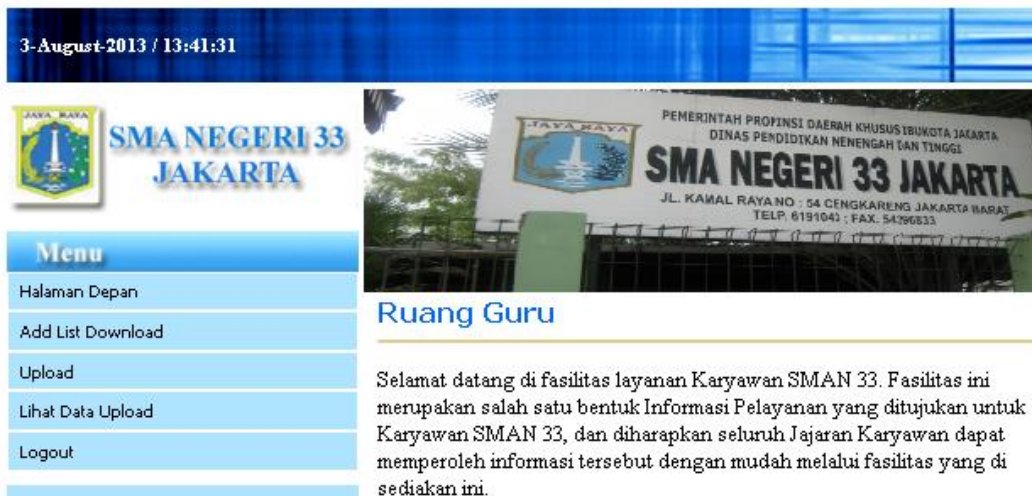 3-August-2013 / 13:41:31
JAYA RAYA
SMA NEGERI 33
JAKARTA
JAYA RAYA
PEMERINTAH PROPINSI DAERAH KHUSUS IBUKOTA JAKARTA
DINAS PENDIDIKAN MENENGAH DAN TINGGI
SMA NEGERI 33 JAKARTA
JL. KAMAL RAYA NO : 54 CENGKARENG JAKARTA BARAT
TELP. 6191043 ; FAX. 54396833
Menu
Halaman Depan
Add List Download
Upload
Lihat Data Upload
Logout
Ruang Guru
Selamat datang di fasilitas layanan Karyawan SMAN 33. Fasilitas ini
merupakan salah satu bentuk Informasi Pelayanan yang ditujukan untuk
Karyawan SMAN 33, dan diharapkan seluruh Jajaran Karyawan dapat
memperoleh informasi tersebut dengan mudah melalui fasilitas yang di
sediakan ini.